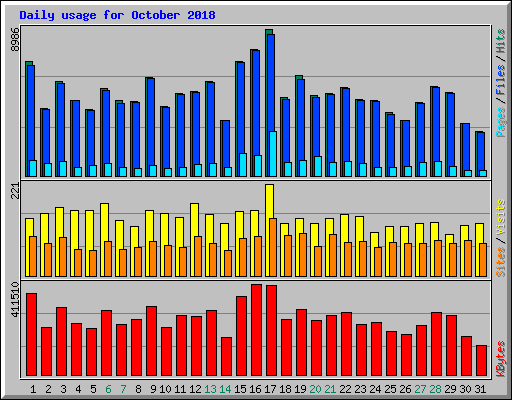 Daily usage for October 2018
8986
Pages / Files / Hits
221
Sites / Visits
411510
KBytes
1 2 3 4 5 6 7 8 9 10 11 12 13 14 15 16 17 18 19 20 21 22 23 24 25 26 27 28 29 30 31